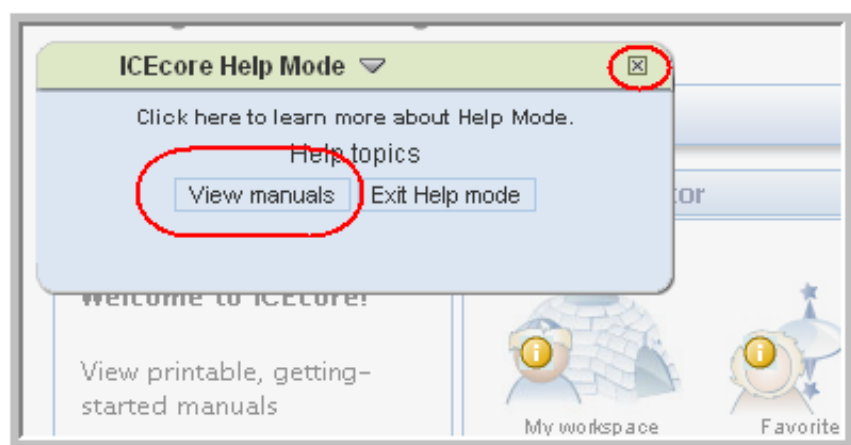 ICEcore Help Mode
Click here to learn more about Help Mode.
Help topics
View manuals
Exit Help mode
Welcome to ICEcore!
View printable, getting-
started manuals
My workspace
Favorite